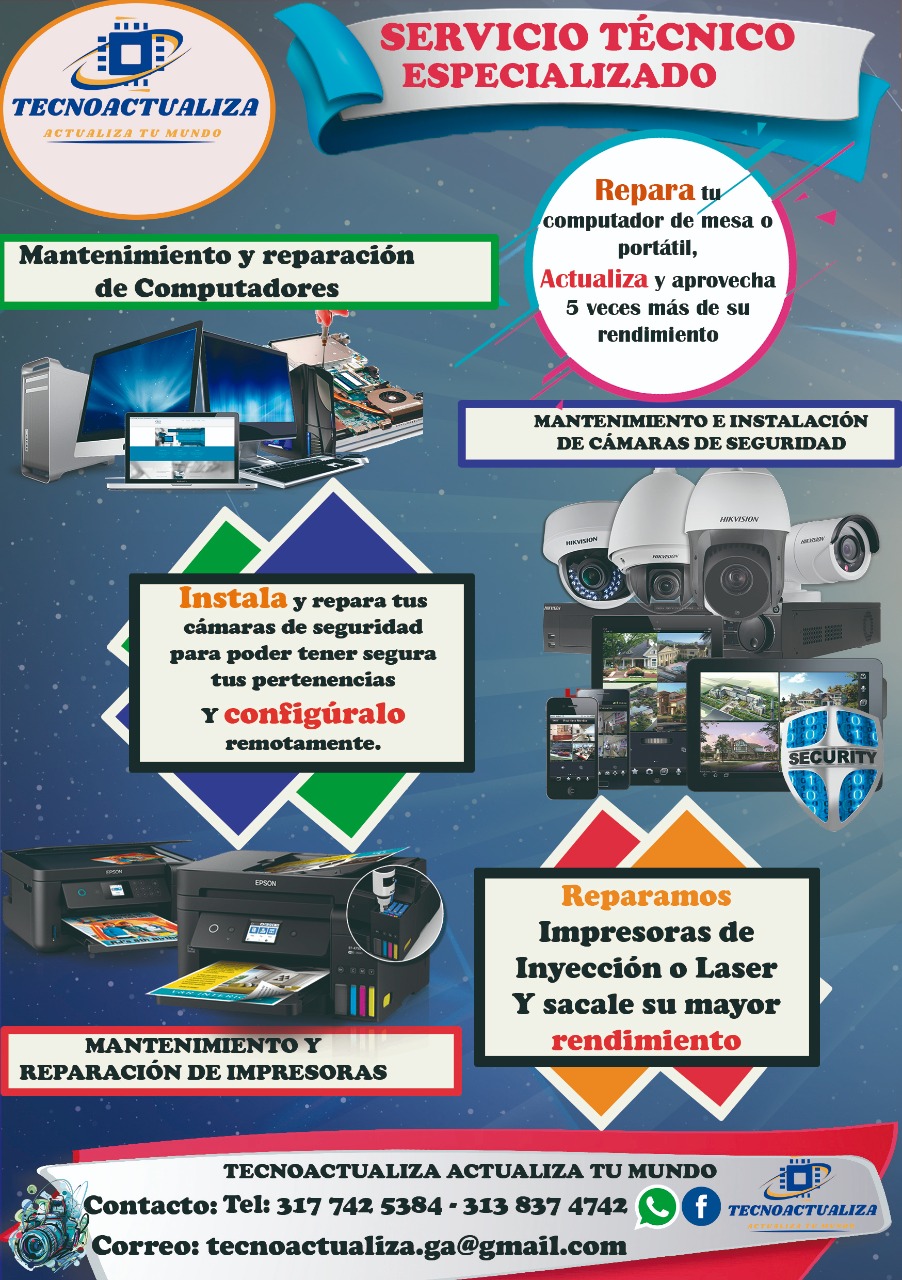 TECNOACTUALIZA
ACTUALIZA TU MUNDO
SERVICIO TÉCNICO
ESPECIALIZADO
Repara tu
computador de mesa o
portátil,
Actualiza y aprovecha
5 veces más de su
rendimiento
Mantenimiento y reparación
de Computadores
MANTENIMIENTO E INSTALACIÓN
DE CÁMARAS DE SEGURIDAD
HIKVISION
HIKVISION
HIKVISION
HIKVISION
Instala y repara tus
cámaras de seguridad
para poder tener segura
tus pertenencias
Y configúralo
remotamente.
SECURITY
EPSON
EPSON
Reparamos
Impresoras de
Inyección o Laser
Y sacale su mayor
rendimiento
MANTENIMIENTO Y
REPARACIÓN DE IMPRESORAS
TECNOACTUALIZA ACTUALIZA TU MUNDO
Contacto: Tel: 317 742 5384 - 313 837 4742
Correo: tecnoactualiza.ga@gmail.com
TECNOACTUALIZA
ACTUALIZA TU MUNDO